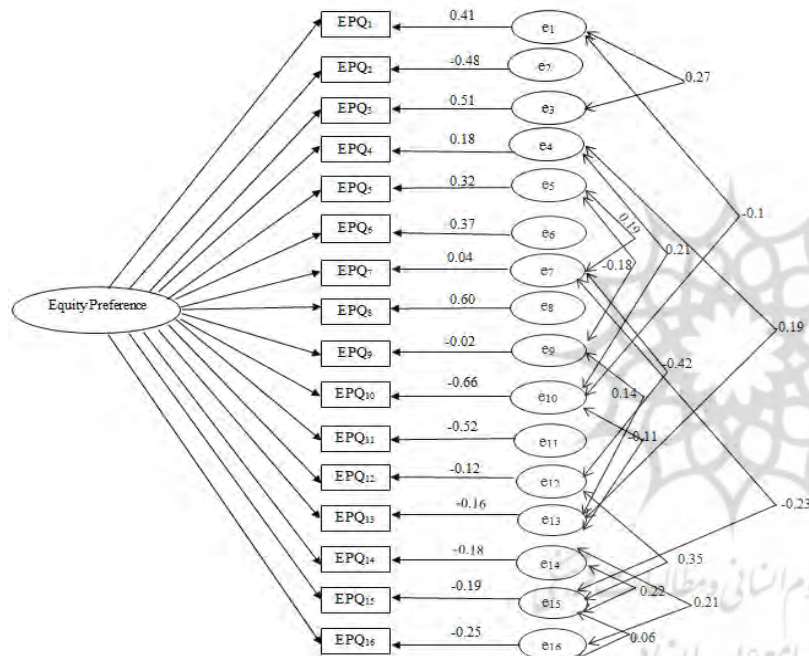 EPQ1 0.41 e1
EPQ2 -0.48 e2
0.27
EPQ3 0.51 e3
EPQ4 0.18 e4
EPQ5 0.32 e5
-0.1
EPQ6 0.37 e6 0.19
0.21
EPQ7 0.04 e7 -0.18
Equity Preference
EPQ8 0.60 e8
0.19
EPQ9 -0.02 e9
-0.42
EPQ10 -0.66 e10 0.14
EPQ11 -0.52 e11 -0.11
EPQ12 -0.12 e12
-0.23
EPQ13 -0.16 e13
EPQ14 -0.18 e14 0.35
0.22
EPQ15 -0.19 e15 0.21
EPQ16 -0.25 e16 0.06